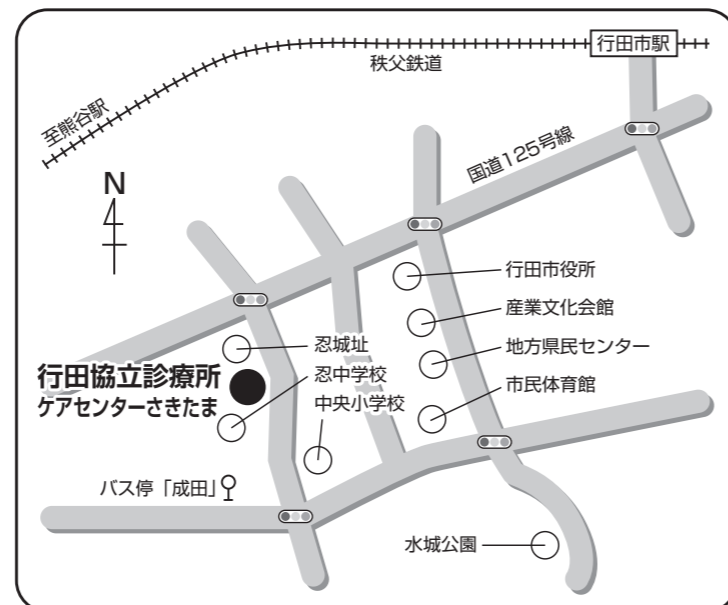 行田市駅
秩父鉄道
至熊谷駅
N
国道125号線
行田市役所
産業文化会館
忍城址
地方県民センター
行田協立診療所
ケアセンターさきたま
忍中学校
市民体育館
中央小学校
バス停「成田」
水城公園